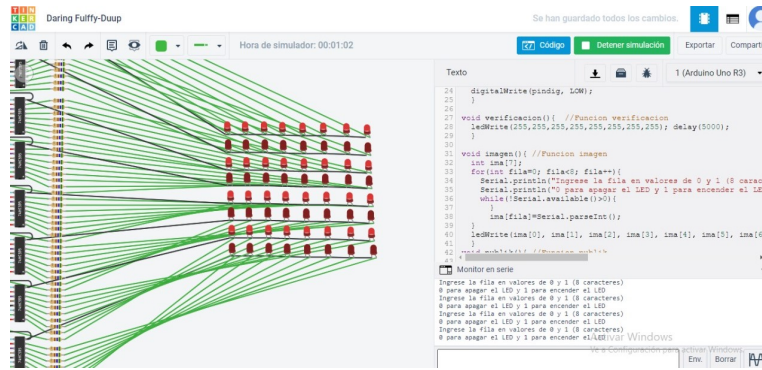 TIN
KER
CAD
Daring Fulffy-Duup
Se han guardado todos los cambios.
Hora de simulador: 00:01:02
Código
Detener simulación
Exportar
Comparti
Texto
1 (Arduino Uno R3)
24 digitalWrite(pindig, LOW);
25 }
26
27 void verificacion(){ //Funcion verificacion
28 ledWrite(255,255,255,255,255,255,255,255); delay(5000);
29 }
30
31 void imagen(){ //Funcion imagen
32 int ima[7];
33 for(int fila=0; fila<8; fila++){
34 Serial.println("Ingrese la fila en valores de 0 y 1 (8 carac
35 Serial.println("0 para apagar el LED y 1 para encender el LE
36 while(!Serial.available()>0){
37 }
38 ima[fila]=Serial.parseInt();
39 }
40 ledWrite(ima[0], ima[1], ima[2], ima[3], ima[4], ima[5], ima[6
41 }
42
Monitor en serie
Ingrese la fila en valores de 0 y 1 (8 caracteres)
0 para apagar el LED y 1 para encender el LED
Ingrese la fila en valores de 0 y 1 (8 caracteres)
0 para apagar el LED y 1 para encender el LED
Ingrese la fila en valores de 0 y 1 (8 caracteres)
0 para apagar el LED y 1 para encender el LED
Ingrese la fila en valores de 0 y 1 (8 caracteres)
0 para apagar el LED y 1 para encender el LED
Activar Windows
Ve a Configuración para activar Windows.
Env.
Borrar